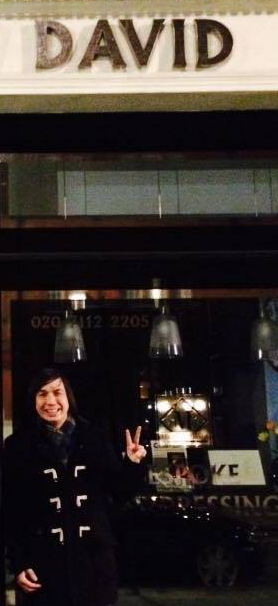 DAVID
020 7112 2205
SPOKE
DRESSING